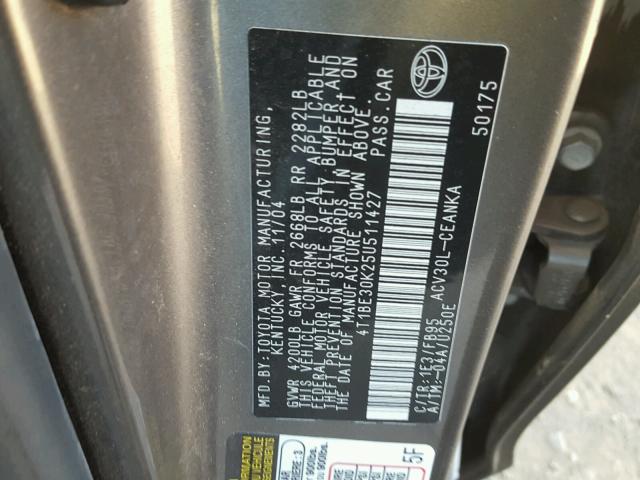 MFD.BY:TOYOTA MOTOR MANUFACTURING,
KENTUCKY, INC. 11/04
GVWR 4200LB GAWR FR 2668LB RR 2282LB
THIS VEHICLE CONFORMS TO ALL APPLICABLE
FEDERAL MOTOR VEHICLE SAFETY, BUMPER AND
THEFT PREVENTION STANDARDS IN EFFECT ON
THE DATE OF MANUFACTURE SHOWN ABOVE.
4T1BE30K25U511427 PASS.CAR
C/TR:1E3/FB95 ACV30L-CEANKA
A/TM:-04A/U250E
50175
5F